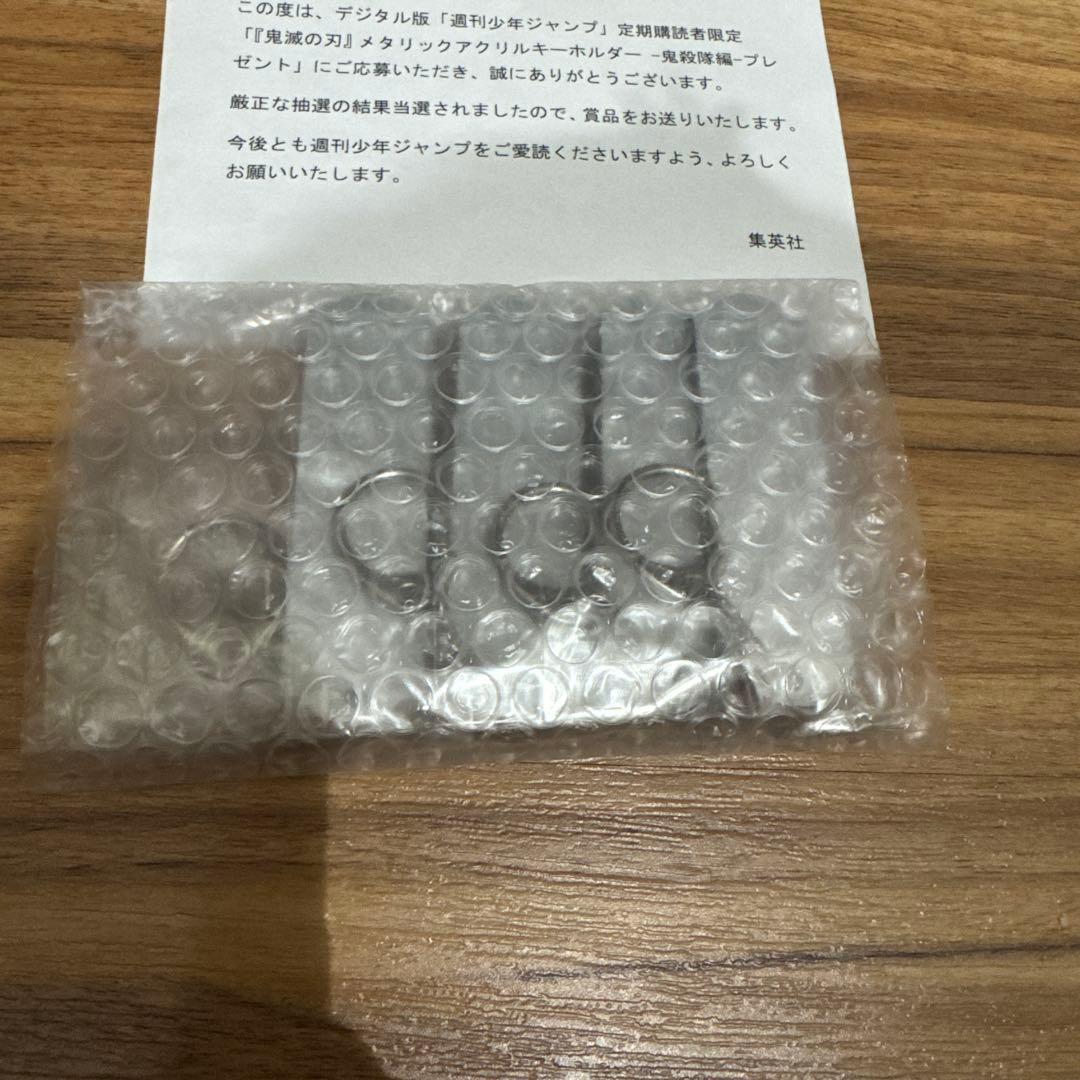 この度は、デジタル版「週刊少年ジャンプ」定期購読者限定
「『鬼滅の刃』メタリックアクリルキーホルダー −鬼殺隊編−プレ
ゼント」にご応募いただき、誠にありがとうございます。
厳正な抽選の結果当選されましたので、賞品をお送りいたします。
今後とも週刊少年ジャンプをご愛読くださいますよう、よろしく
お願いいたします。
集英社